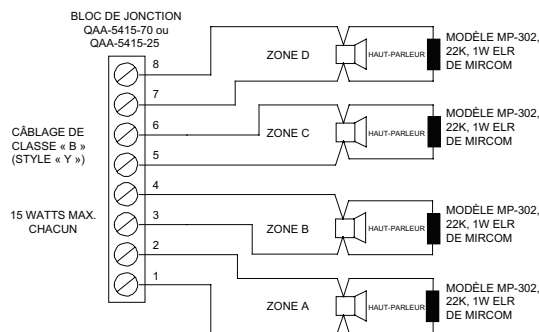 BLOC DE JONCTION
QAA-5415-70 ou
QAA-5415-25
8
7
6
5
4
3
2
1
CÂBLAGE DE
CLASSE « B »
(STYLE « Y »)
15 WATTS MAX.
CHACUN
ZONE D
HAUT-PARLEUR
MODÈLE MP-302,
22K, 1W ELR
DE MIRCOM
ZONE C
HAUT-PARLEUR
MODÈLE MP-302,
22K, 1W ELR
DE MIRCOM
ZONE B
HAUT-PARLEUR
MODÈLE MP-302,
22K, 1W ELR
DE MIRCOM
ZONE A
HAUT-PARLEUR
MODÈLE MP-302,
22K, 1W ELR
DE MIRCOM